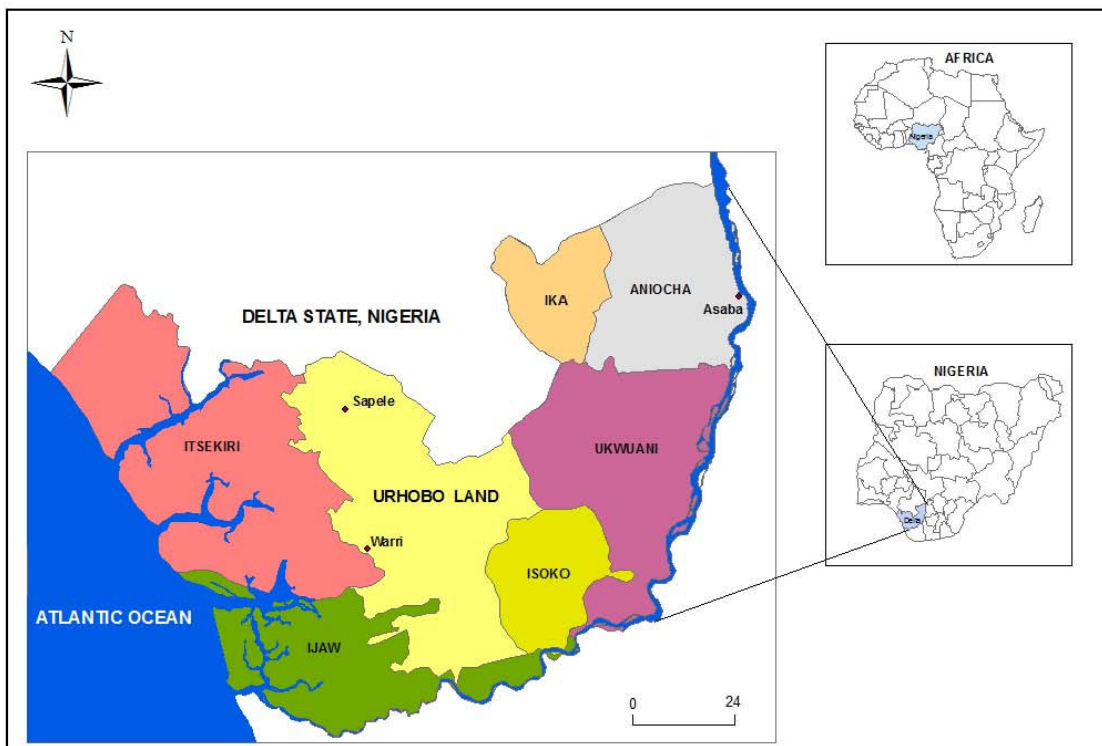 N
AFRICA
Nigeria
DELTA STATE, NIGERIA
IKA
ANIOCHA
Asaba
NIGERIA
Delta
Sapele
ITSEKIRI
UKWUANI
URHOBO LAND
Warri
ISOKO
ATLANTIC OCEAN
IJAW
0 24